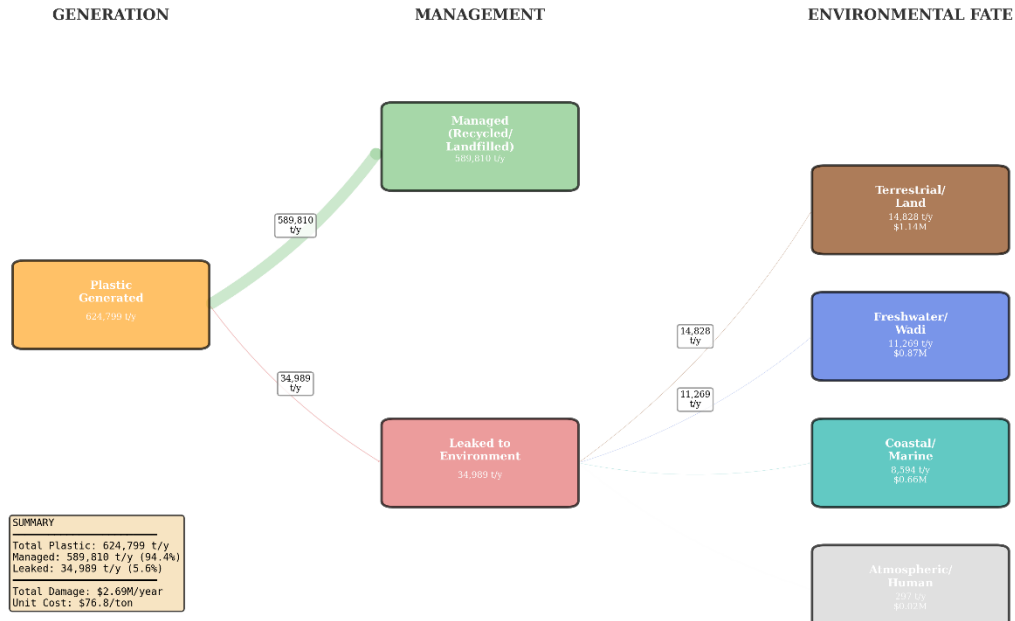 GENERATION
MANAGEMENT
ENVIRONMENTAL FATE
Managed
(Recycled/
Landfilled)
589,810 t/y
Terrestrial/
Land
14,828 t/y
$1.14M
589,810
t/y
Plastic
Generated
624,799 t/y
Freshwater/
Wadi
11,269 t/y
$0.87M
14,828
t/y
34,989
t/y
11,269
t/y
Leaked to
Environment
34,989 t/y
Coastal/
Marine
8,594 t/y
$0.66M
SUMMARY
Total Plastic: 624,799 t/y
Managed: 589,810 t/y (94.4%)
Leaked: 34,989 t/y (5.6%)
Total Damage: $2.69M/year
Unit Cost: $76.8/ton
Atmospheric/
Human
297 t/y
$0.02M